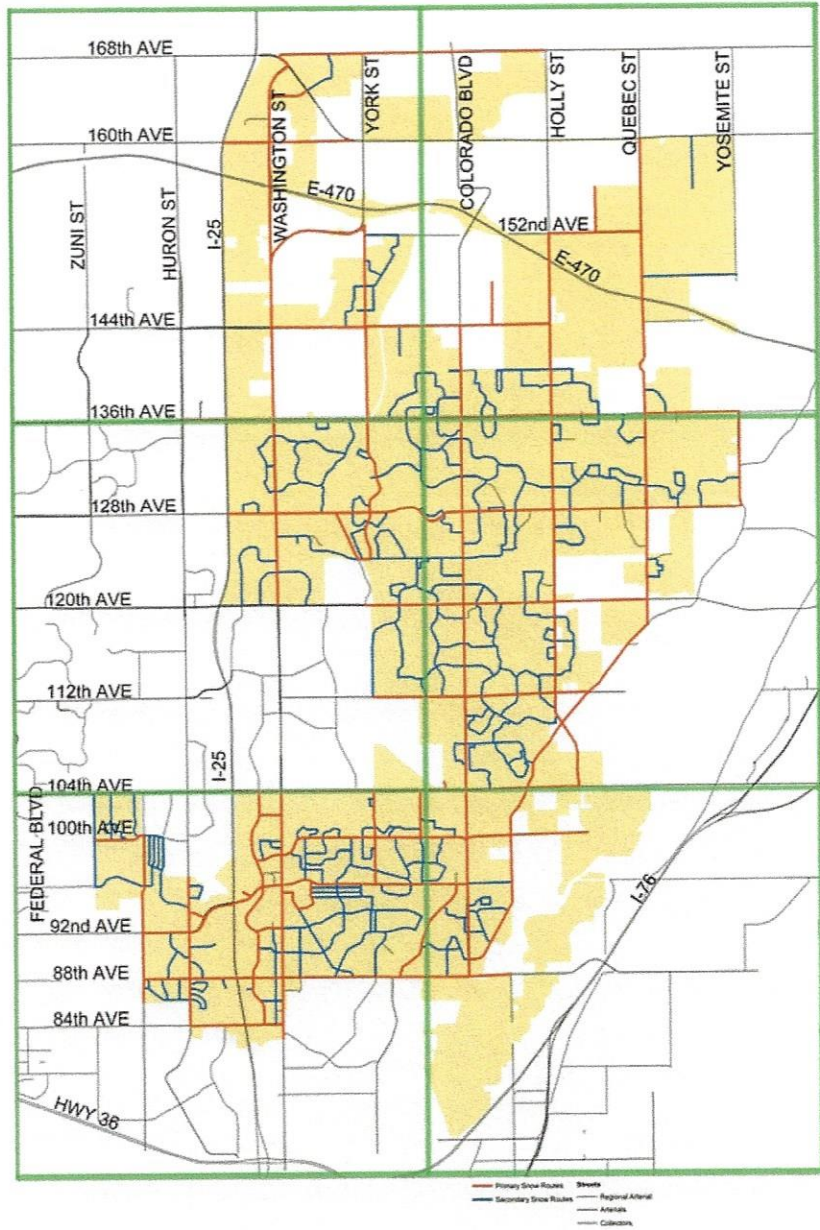 168th AVE
160th AVE
WASHINGTON ST
YORK ST
COLORADO BLVD
HOLLY ST
QUEBEC ST
YOSEMITE ST
ZUNI ST
HURON ST
I-25
E-470
152nd AVE
E-470
144th AVE
136th AVE
128th AVE
120th AVE
112th AVE
I-25
104th AVE
100th AVE
FEDERAL BLVD
I-76
92nd AVE
88th AVE
84th AVE
HWY 36
Primary Snow Routes
Secondary Snow Routes
Streets
Regional Arterial
Arterials
Collectors